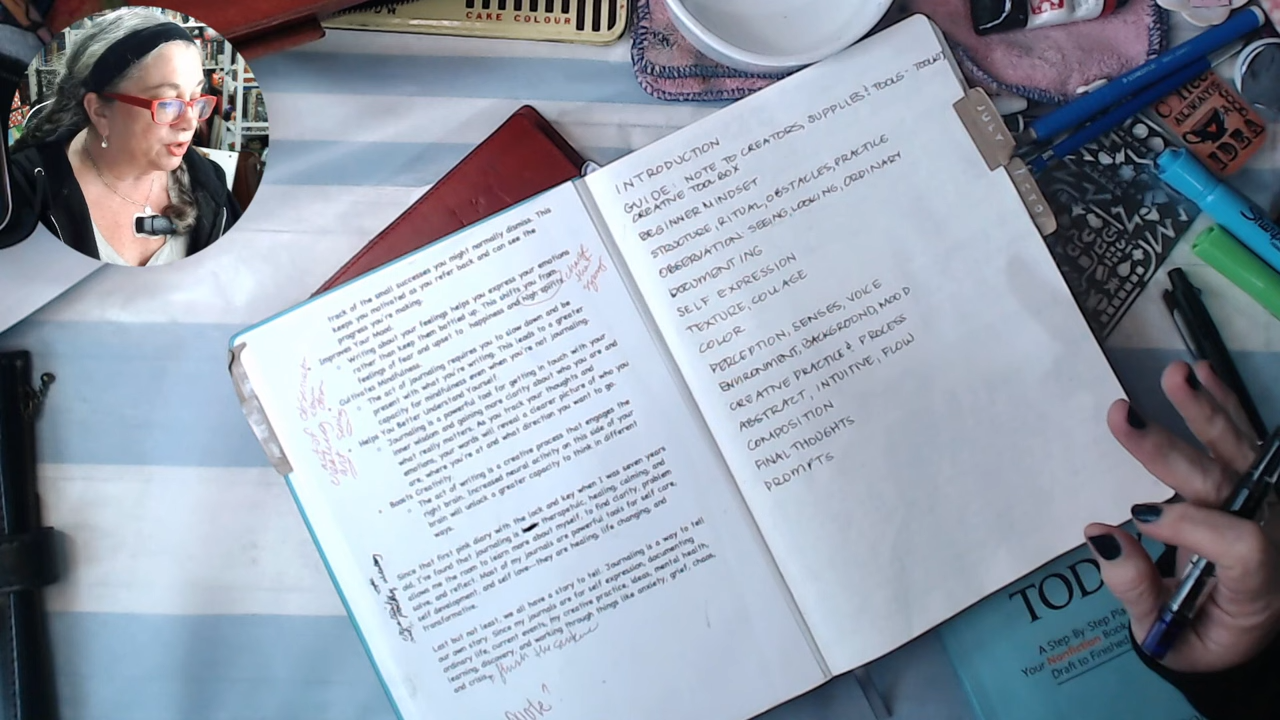 CAKE COLOUR
track of the small successes you might normally dismiss. This
keeps you motivated as you refer back and can see the
progress you're making.
Improves Your Mood
Writing about your feelings helps you express your emotions
rather than keep them bottled up. This shifts you from
feelings of fear and upset to happiness and high spirits.
Cultivates Mindfulness.
The act of journaling requires you to slow down and be
present with what you're writing. This leads to a greater
capacity for mindfulness even when you're not journaling.
Helps You Better Understand Yourself
Journaling is a powerful tool for getting in touch with your
inner wisdom and gaining more clarity about who you are and
what really matters. As you track your thoughts and
emotions, your words will reveal a clearer picture of who you
are, where you're at and what direction you want to go.
Boosts Creativity.
The act of writing is a creative process that engages the
right brain. Increased neural activity on this side of your
brain will unlock a greater capacity to think in different
ways.
Since that first pink diary with the lock and key when I was seven years
old, I've found that journaling is therapeutic, healing, calming, and
allows me the room to learn more about myself, to find clarity, problem
solve, and reflect. Most of my journals are powerful tools for self care,
self development, and self love—they are healing, life changing, and
transformative.
Last but not least, we all have a story to tell. Journaling is a way to tell
our own story. Since my journals are for self expression, documenting
ordinary life, current events, my creative practice, ideas, mental health,
learning, discovery, and working through things like anxiety, grief, chaos,
and crisis,
finish the sentence
Quote?
INTRODUCTION
GUIDE: NOTE TO CREATORS, SUPPLIES & TOOLS -
CREATIVE TOOLBOX
BEGINNER MINDSET
STRUCTURE, RITUAL, OBSTACLES, PRACTICE
OBSERVATION: SEEING, LOOKING, ORDINARY
DOCUMENTING
SELF EXPRESSION
TEXTURE, COLLAGE
COLOR
PERCEPTION, SENSES, VOICE
ENVIRONMENT, BACKGROUND, MOOD
CREATIVE PRACTICE & PROCESS
ABSTRACT, INTUITIVE, FLOW
COMPOSITION
FINAL THOUGHTS
PROMPTS
JULY
OCTO
ALWAYS
IDEA
Sharpie
TOD
A Step-By-Step Pla
Your Nonfiction Book
Draft to Finished